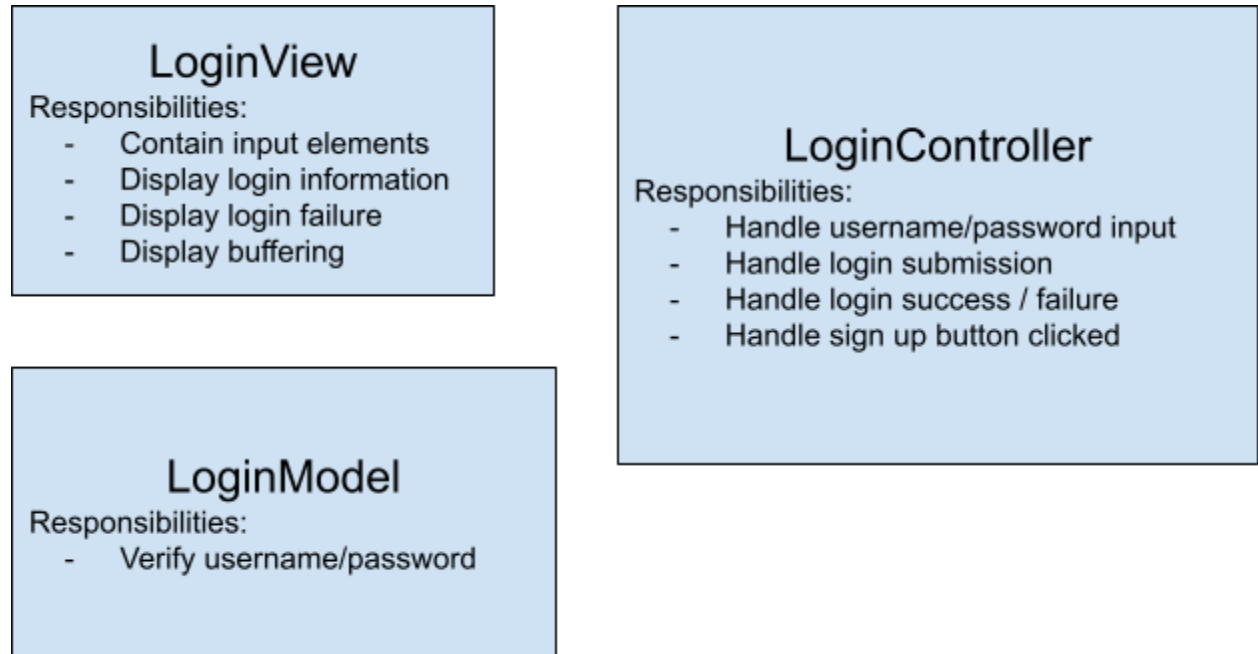 LoginView
Responsibilities:
- Contain input elements
- Display login information
- Display login failure
- Display buffering
LoginController
Responsibilities:
- Handle username/password input
- Handle login submission
- Handle login success / failure
- Handle sign up button clicked
LoginModel
Responsibilities:
- Verify username/password